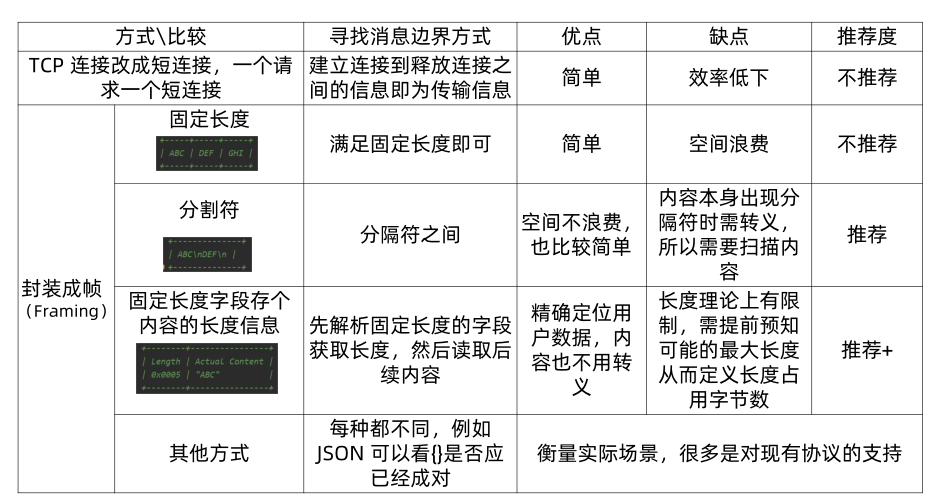 方式\比较
寻找消息边界方式
优点
缺点
推荐度
TCP 连接改成短连接，一个请
求一个短连接
建立连接到释放连接之
间的信息即为传输信息
简单
效率低下
不推荐
封装成帧
（Framing）
固定长度
+-----+-----+-----+
| ABC | DEF | GHI |
+-----+-----+-----+
满足固定长度即可
简单
空间浪费
不推荐
分割符
+--------------+
| ABC\nDEF\n |
+--------------+
分隔符之间
空间不浪费，
也比较简单
内容本身出现分
隔符时需转义，
所以需要扫描内
容
推荐
固定长度字段存个
内容的长度信息
+--------+----------------+
| Length | Actual Content |
| 0x0005 | "ABC" |
+--------+----------------+
先解析固定长度的字段
获取长度，然后读取后
续内容
精确定位用
户数据，内
容也不用转
义
长度理论上有限
制，需提前预知
可能的最大长度
从而定义长度占
用字节数
推荐+
其他方式
每种都不同，例如
JSON 可以看{}是否应
已经成对
衡量实际场景，很多是对现有协议的支持